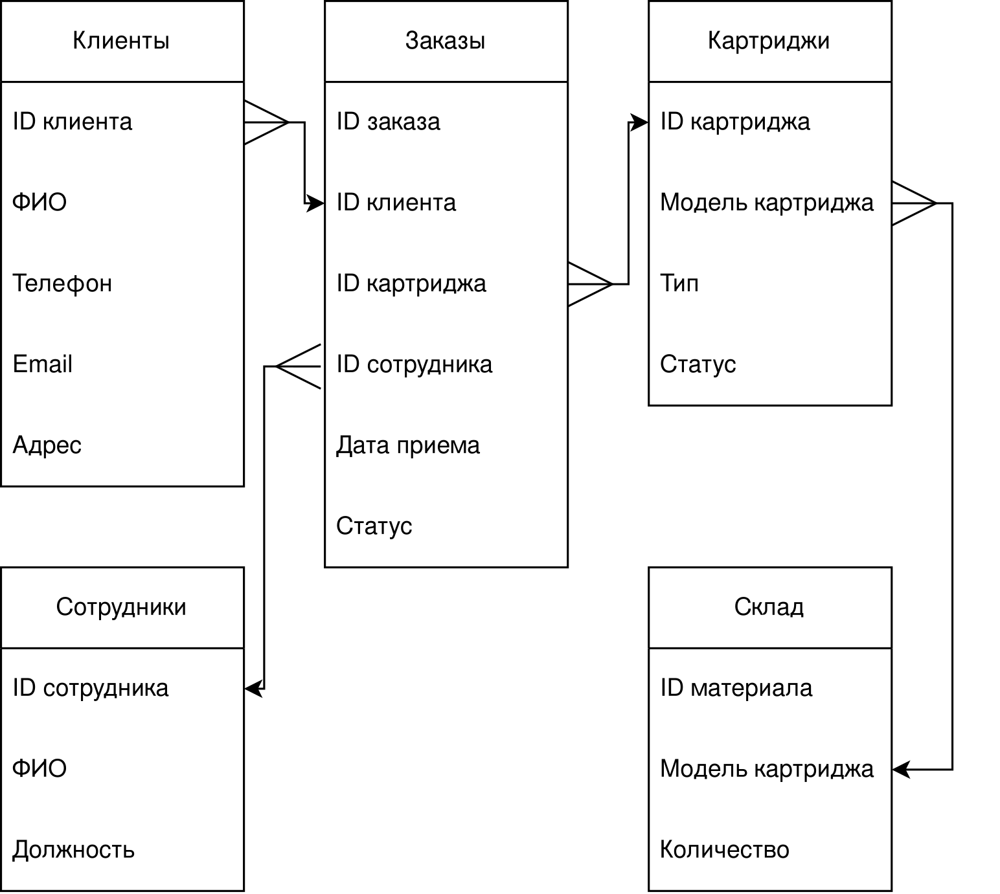 Клиенты
ID клиента
ФИО
Телефон
Email
Адрес
Заказы
ID заказа
ID клиента
ID картриджа
ID сотрудника
Дата приема
Статус
Картриджи
ID картриджа
Модель картриджа
Тип
Статус
Сотрудники
ID сотрудника
ФИО
Должность
Склад
ID материала
Модель картриджа
Количество